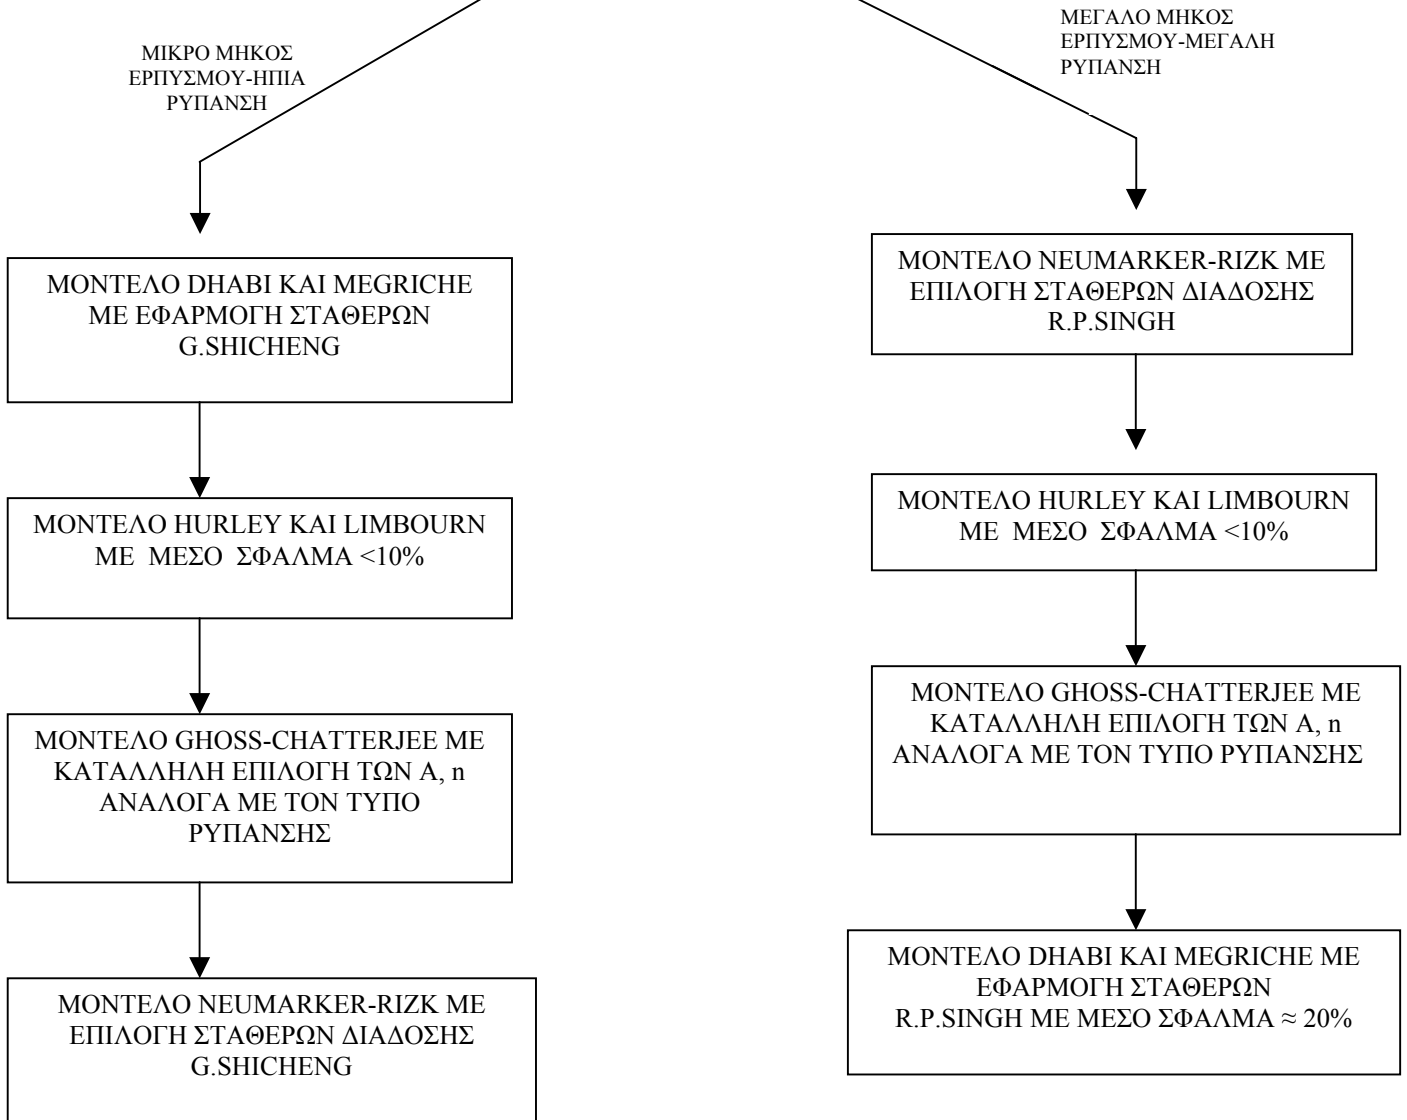 ΜΙΚΡΟ ΜΗΚΟΣ
ΕΡΠΥΣΜΟΥ-ΗΠΙΑ
ΡΥΠΑΝΣΗ
ΜΟΝΤΕΛΟ DHABI ΚΑΙ MEGRICHE
ΜΕ ΕΦΑΡΜΟΓΗ ΣΤΑΘΕΡΩΝ
G.SHICHENG
ΜΟΝΤΕΛΟ HURLEY ΚΑΙ LIMBOURN
ΜΕ ΜΕΣΟ ΣΦΑΛΜΑ <10%
ΜΟΝΤΕΛΟ GHOSS-CHATTERJEE ΜΕ
ΚΑΤΑΛΛΗΛΗ ΕΠΙΛΟΓΗ ΤΩΝ Α, n
ΑΝΑΛΟΓΑ ΜΕ ΤΟΝ ΤΥΠΟ
ΡΥΠΑΝΣΗΣ
ΜΟΝΤΕΛΟ NEUMARKER-RIZK ΜΕ
ΕΠΙΛΟΓΗ ΣΤΑΘΕΡΩΝ ΔΙΑΔΟΣΗΣ
G.SHICHENG
ΜΕΓΑΛΟ ΜΗΚΟΣ
ΕΡΠΥΣΜΟΥ-ΜΕΓΑΛΗ
ΡΥΠΑΝΣΗ
ΜΟΝΤΕΛΟ NEUMARKER-RIZK ΜΕ
ΕΠΙΛΟΓΗ ΣΤΑΘΕΡΩΝ ΔΙΑΔΟΣΗΣ
R.P.SINGH
ΜΟΝΤΕΛΟ HURLEY ΚΑΙ LIMBOURN
ΜΕ ΜΕΣΟ ΣΦΑΛΜΑ <10%
ΜΟΝΤΕΛΟ GHOSS-CHATTERJEE ΜΕ
ΚΑΤΑΛΛΗΛΗ ΕΠΙΛΟΓΗ ΤΩΝ Α, n
ΑΝΑΛΟΓΑ ΜΕ ΤΟΝ ΤΥΠΟ ΡΥΠΑΝΣΗΣ
ΜΟΝΤΕΛΟ DHABI ΚΑΙ MEGRICHE ΜΕ
ΕΦΑΡΜΟΓΗ ΣΤΑΘΕΡΩΝ
R.P.SINGH ΜΕ ΜΕΣΟ ΣΦΑΛΜΑ ≈ 20%